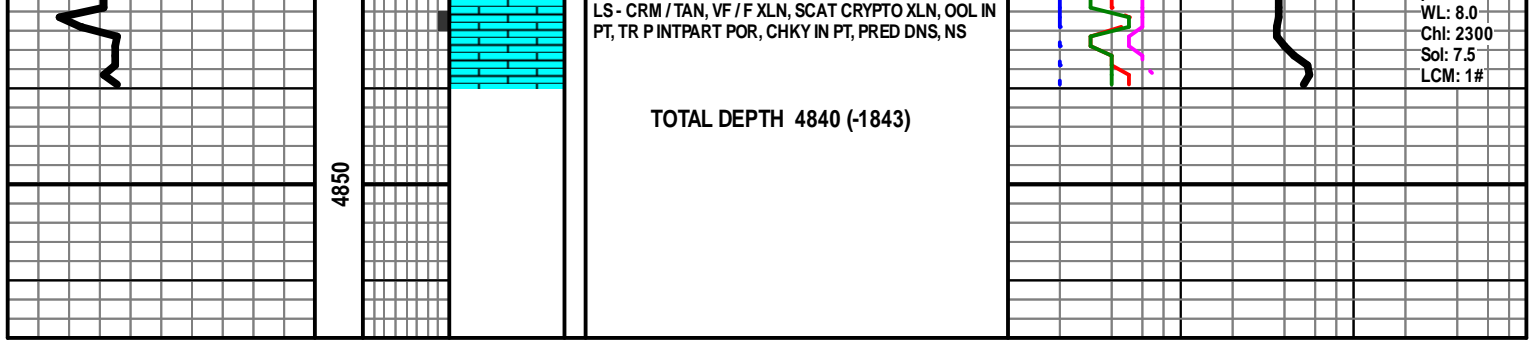 LS - CRM / TAN, VF / F XLN, SCAT CRYPTO XLN, OOL IN
PT, TR P INTPART POR, CHKY IN PT, PRED DNS, NS
WL: 8.0
Chl: 2300
Sol: 7.5
LCM: 1#
TOTAL DEPTH 4840 (-1843)
4850